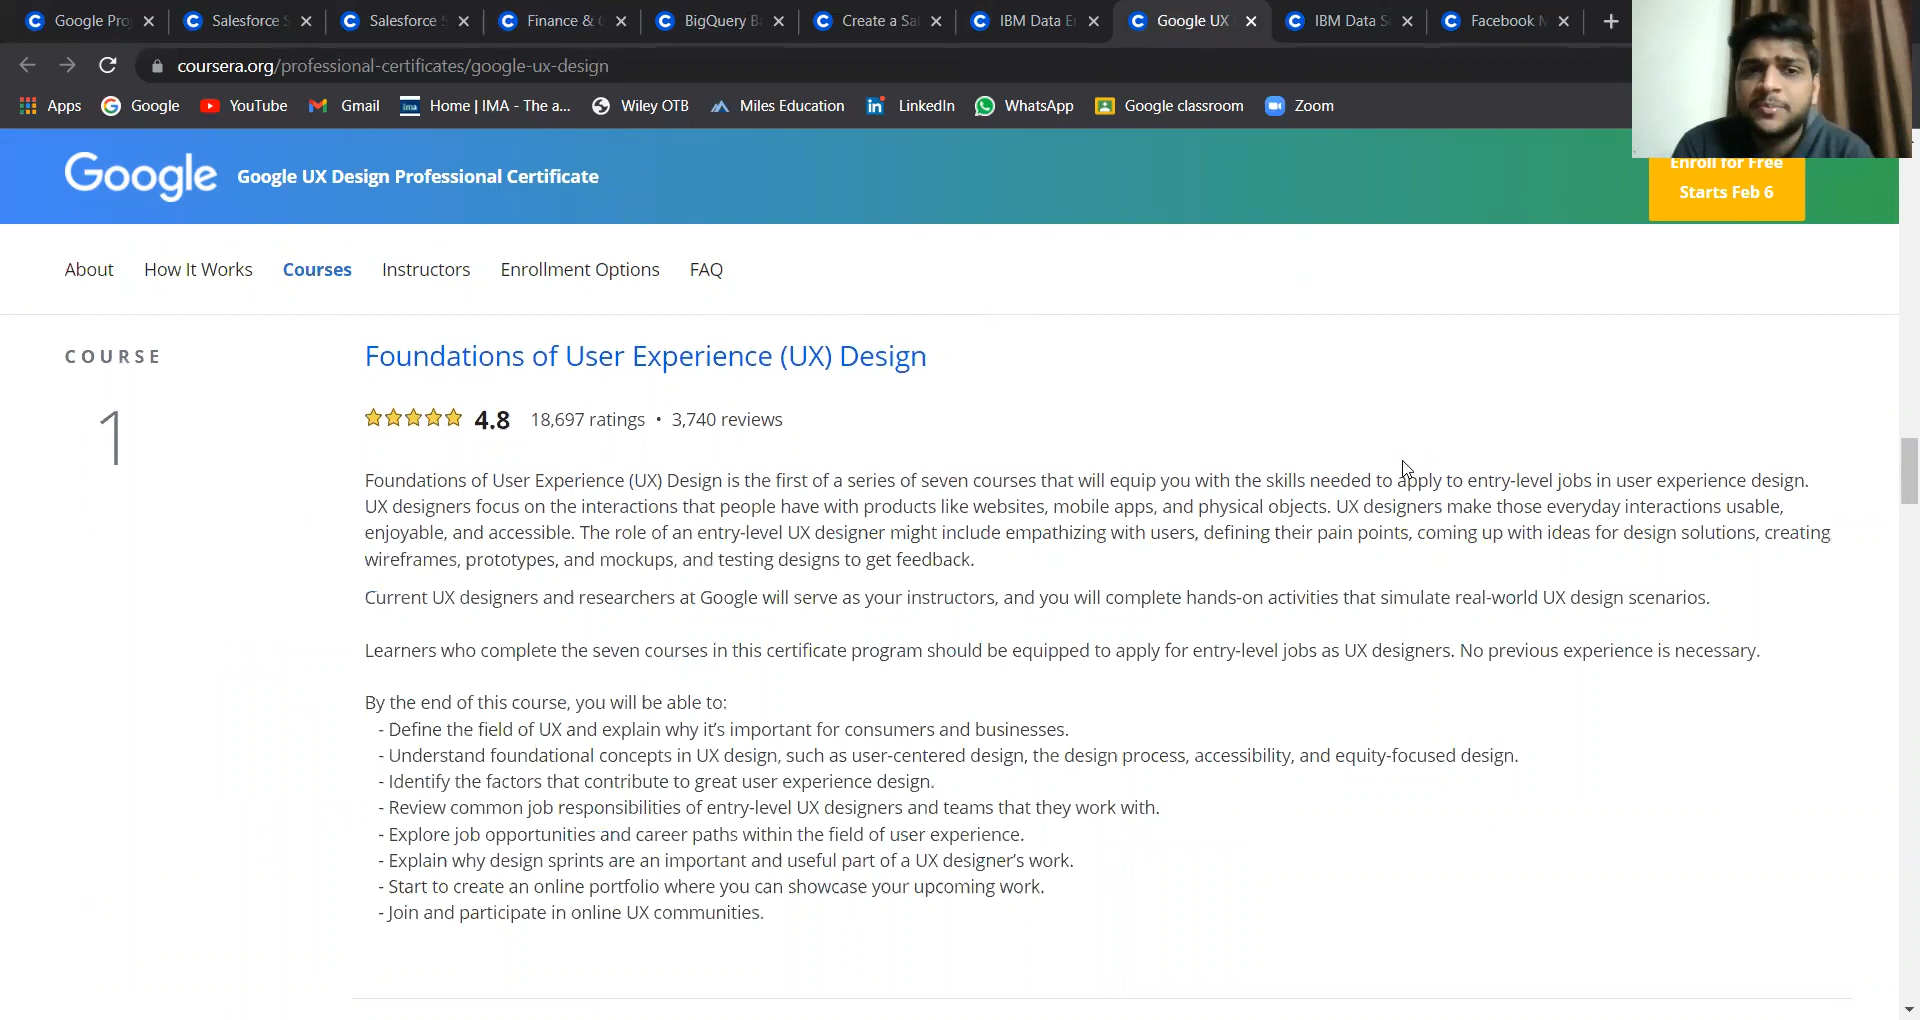 Google Pro
Salesforce S
Salesforce S
Finance &
BigQuery B
Create a Sal
IBM Data E
Google UX
IBM Data S
Facebook M
coursera.org/professional-certificates/google-ux-design
Apps
Google
YouTube
Gmail
ima
Home | IMA - The a...
Wiley OTB
Miles Education
LinkedIn
WhatsApp
Google classroom
Zoom
Google
Google UX Design Professional Certificate
Enroll for Free
Starts Feb 6
About
How It Works
Courses
Instructors
Enrollment Options
FAQ
COURSE
1
Foundations of User Experience (UX) Design
4.8 18,697 ratings • 3,740 reviews
Foundations of User Experience (UX) Design is the first of a series of seven courses that will equip you with the skills needed to apply to entry-level jobs in user experience design.
UX designers focus on the interactions that people have with products like websites, mobile apps, and physical objects. UX designers make those everyday interactions usable,
enjoyable, and accessible. The role of an entry-level UX designer might include empathizing with users, defining their pain points, coming up with ideas for design solutions, creating
wireframes, prototypes, and mockups, and testing designs to get feedback.
Current UX designers and researchers at Google will serve as your instructors, and you will complete hands-on activities that simulate real-world UX design scenarios.
Learners who complete the seven courses in this certificate program should be equipped to apply for entry-level jobs as UX designers. No previous experience is necessary.
By the end of this course, you will be able to:
- Define the field of UX and explain why it’s important for consumers and businesses.
- Understand foundational concepts in UX design, such as user-centered design, the design process, accessibility, and equity-focused design.
- Identify the factors that contribute to great user experience design.
- Review common job responsibilities of entry-level UX designers and teams that they work with.
- Explore job opportunities and career paths within the field of user experience.
- Explain why design sprints are an important and useful part of a UX designer’s work.
- Start to create an online portfolio where you can showcase your upcoming work.
- Join and participate in online UX communities.